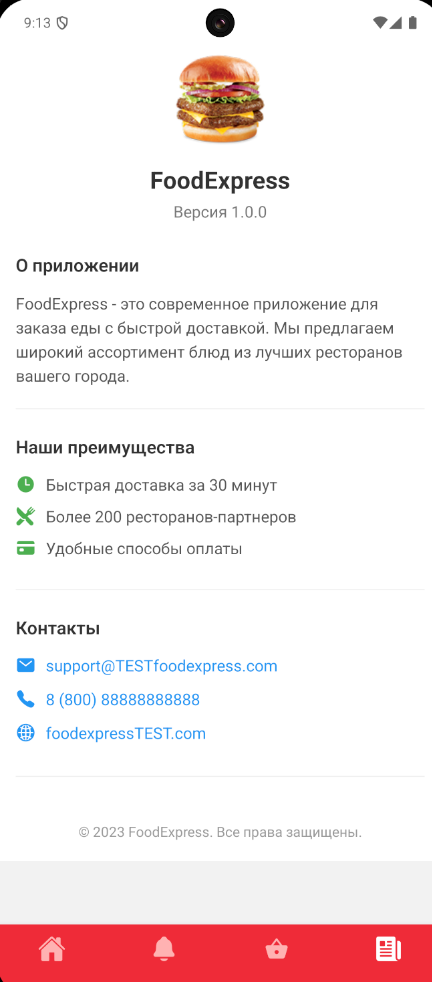 9:13
FoodExpress
Версия 1.0.0
О приложении
FoodExpress - это современное приложение для
заказа еды с быстрой доставкой. Мы предлагаем
широкий ассортимент блюд из лучших ресторанов
вашего города.
Наши преимущества
Быстрая доставка за 30 минут
Более 200 ресторанов-партнеров
Удобные способы оплаты
Контакты
support@TESTfoodexpress.com
8 (800) 88888888888
foodexpressTEST.com
© 2023 FoodExpress. Все права защищены.